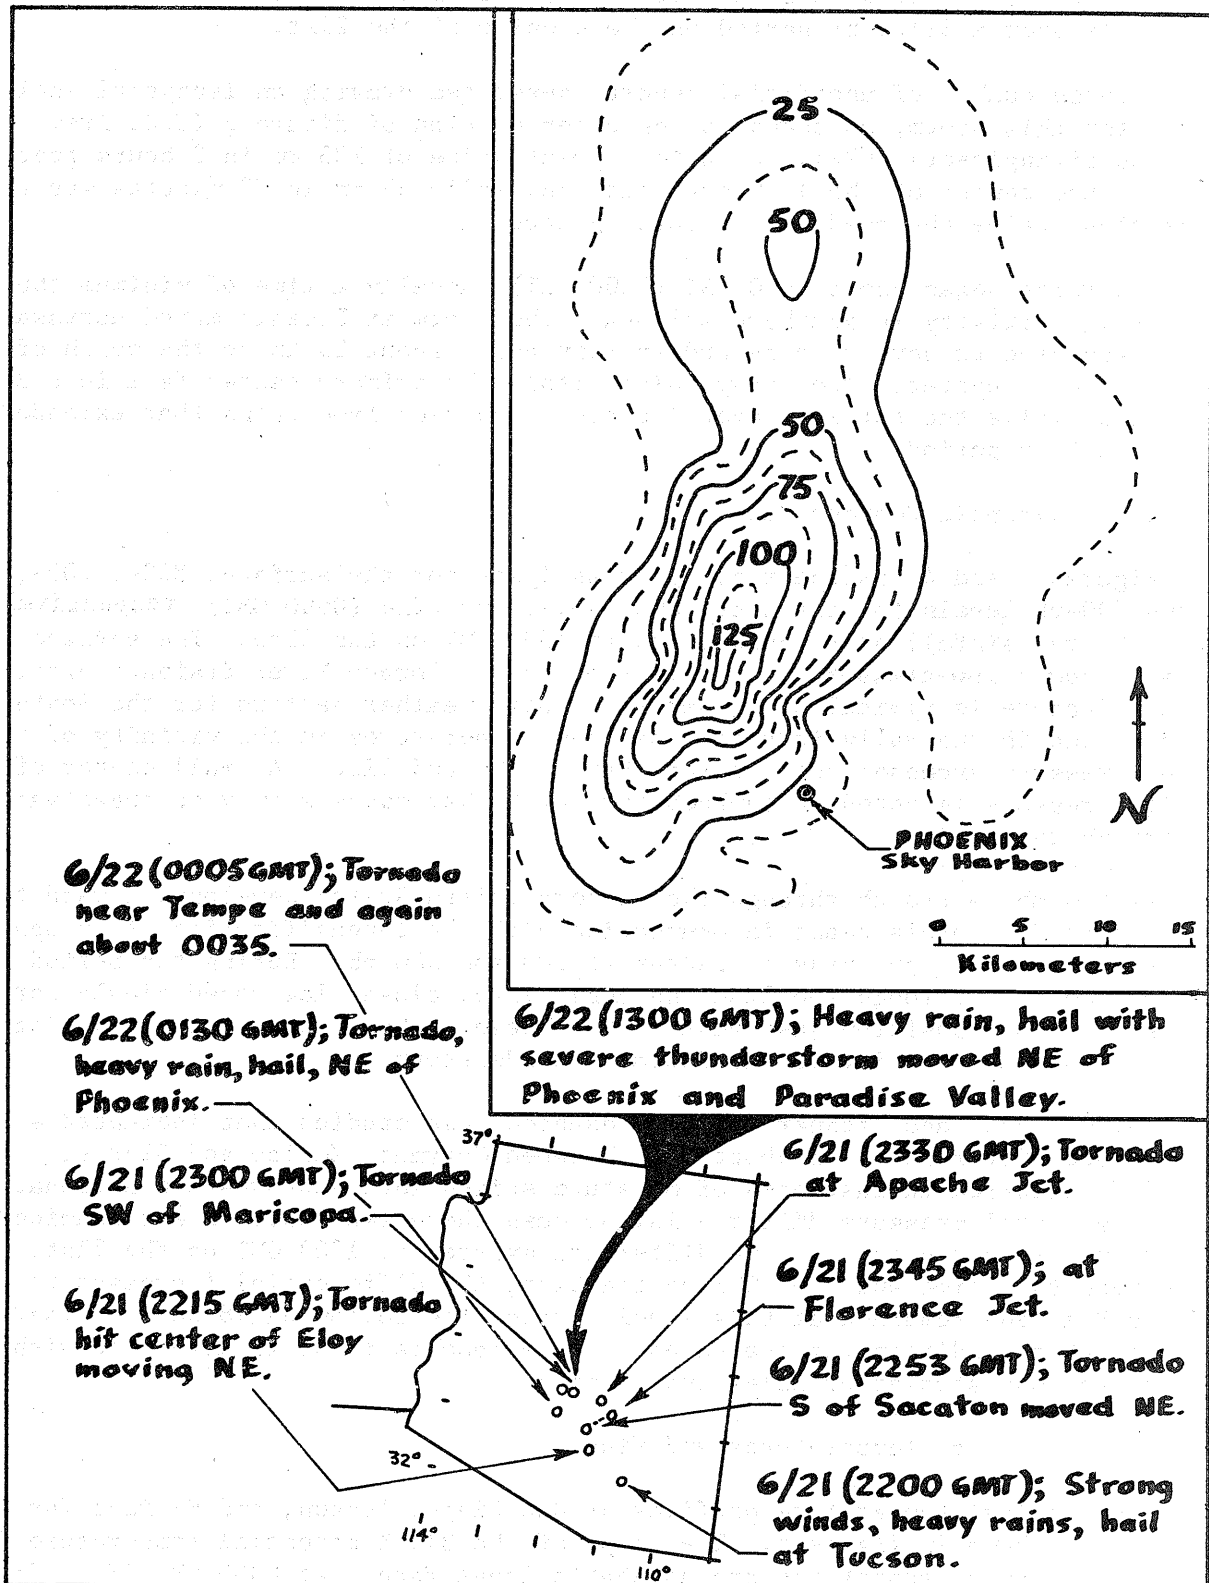 25
50
50
75
100
125
N
PHOENIX
Sky Harbor
0 5 10 15
Kilometers
6/22 (1300 GMT); Heavy rain, hail with
severe thunderstorm moved NE of
Phoenix and Paradise Valley.
6/22 (0005 GMT); Tornado
near Tempe and again
about 0035.
6/22 (0130 GMT); Tornado,
heavy rain, hail, NE of
Phoenix.
6/21 (2300 GMT); Tornado
SW of Maricopa.
6/21 (2215 GMT); Tornado
hit center of Eloy
moving NE.
37°
32°
114°
110°
6/21 (2330 GMT); Tornado
at Apache Jct.
6/21 (2345 GMT); at
Florence Jct.
6/21 (2253 GMT); Tornado
S of Sacaton moved NE.
6/21 (2200 GMT); Strong
winds, heavy rains, hail
at Tucson.